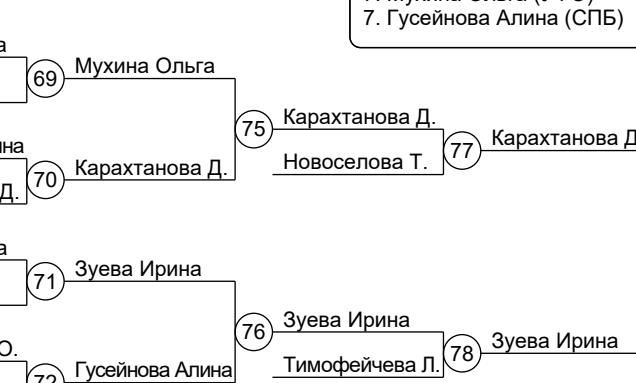 7. Гусейнова Алина (СПБ)
69 Мухина Ольга
75 Карахтанова Д.
77 Карахтанова Д
Новоселова Т.
70 Карахтанова Д.
Д.
71 Зуева Ирина
76 Зуева Ирина
78 Зуева Ирина
Тимофейчева Л.
О.
72 Гусейнова Алина